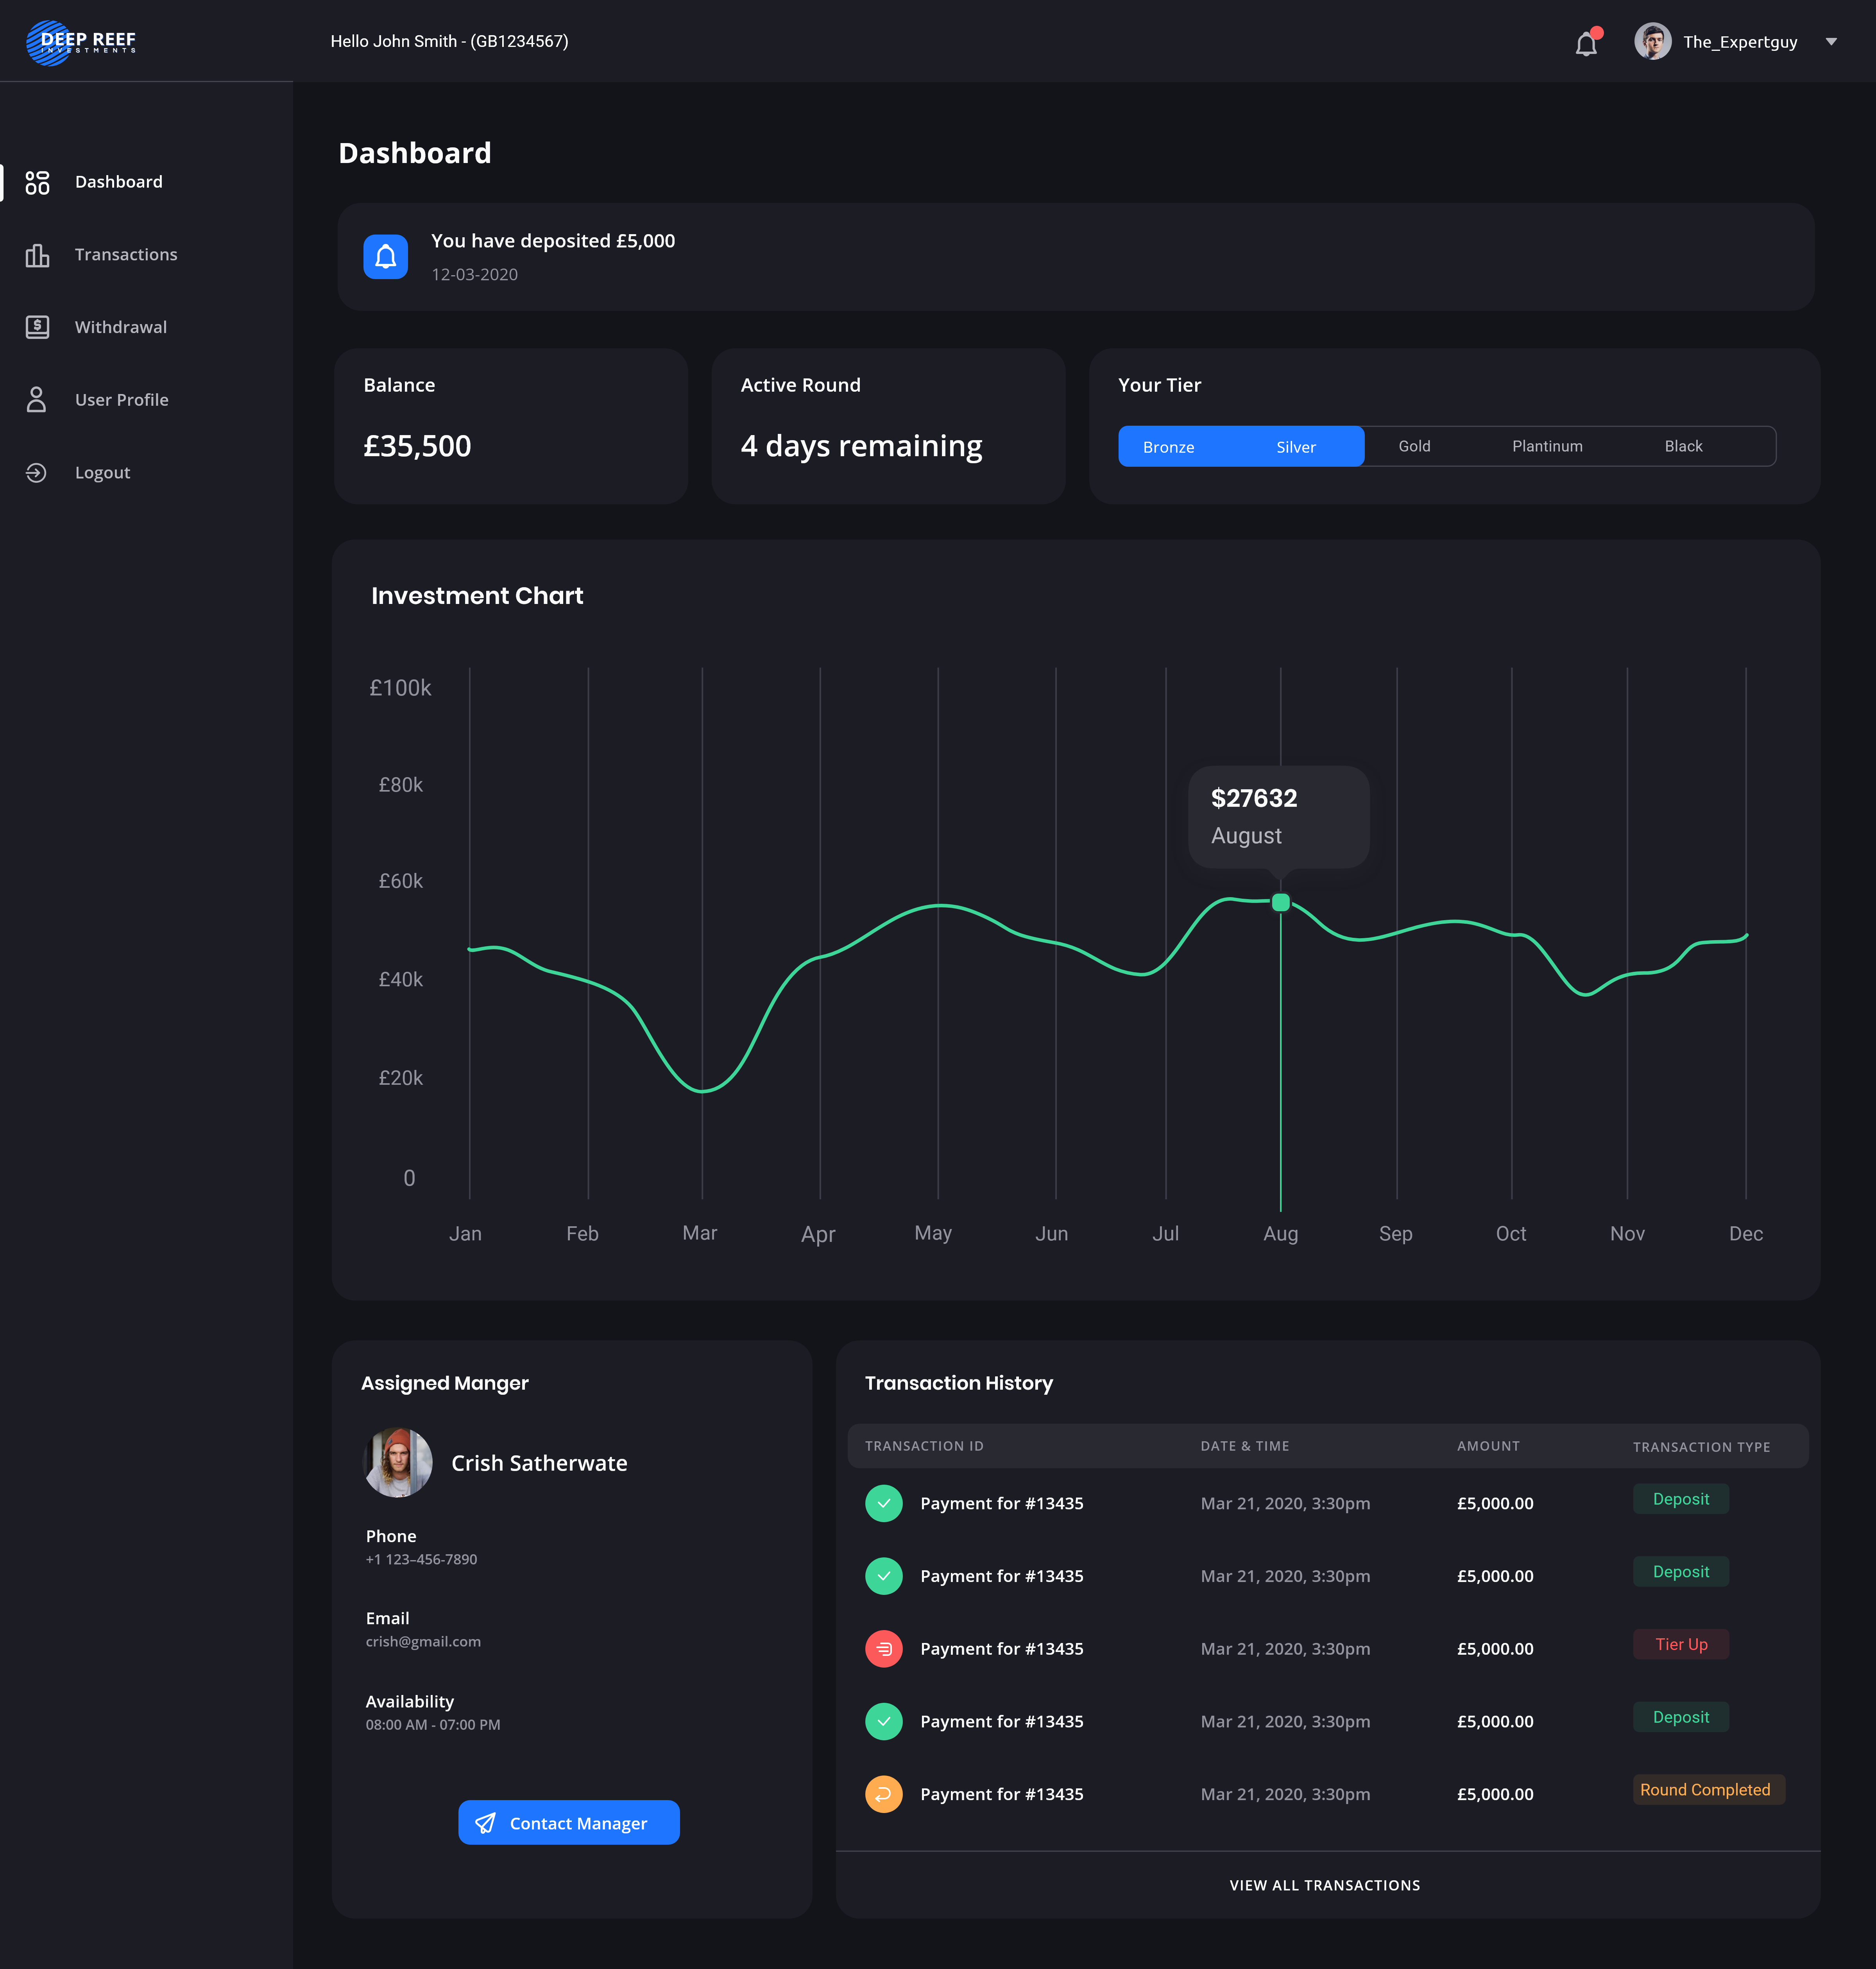 DEEP REEF
INVESTMENTS
Hello John Smith - (GB1234567)
The_Expertguy
Dashboard
Transactions
Withdrawal
User Profile
Logout
Dashboard
You have deposited £5,000
12-03-2020
Balance
£35,500
Active Round
4 days remaining
Your Tier
Bronze Silver Gold Plantinum Black
Investment Chart
£100k
£80k
£60k
£40k
£20k
0
$27632
August
Jan Feb Mar Apr May Jun Jul Aug Sep Oct Nov Dec
Assigned Manger
Crish Satherwate
Phone
+1 123–456-7890
Email
crish@gmail.com
Availability
08:00 AM - 07:00 PM
Contact Manager
Transaction History
TRANSACTION ID DATE & TIME AMOUNT TRANSACTION TYPE
Payment for #13435 Mar 21, 2020, 3:30pm £5,000.00 Deposit
Payment for #13435 Mar 21, 2020, 3:30pm £5,000.00 Deposit
Payment for #13435 Mar 21, 2020, 3:30pm £5,000.00 Tier Up
Payment for #13435 Mar 21, 2020, 3:30pm £5,000.00 Deposit
Payment for #13435 Mar 21, 2020, 3:30pm £5,000.00 Round Completed
VIEW ALL TRANSACTIONS